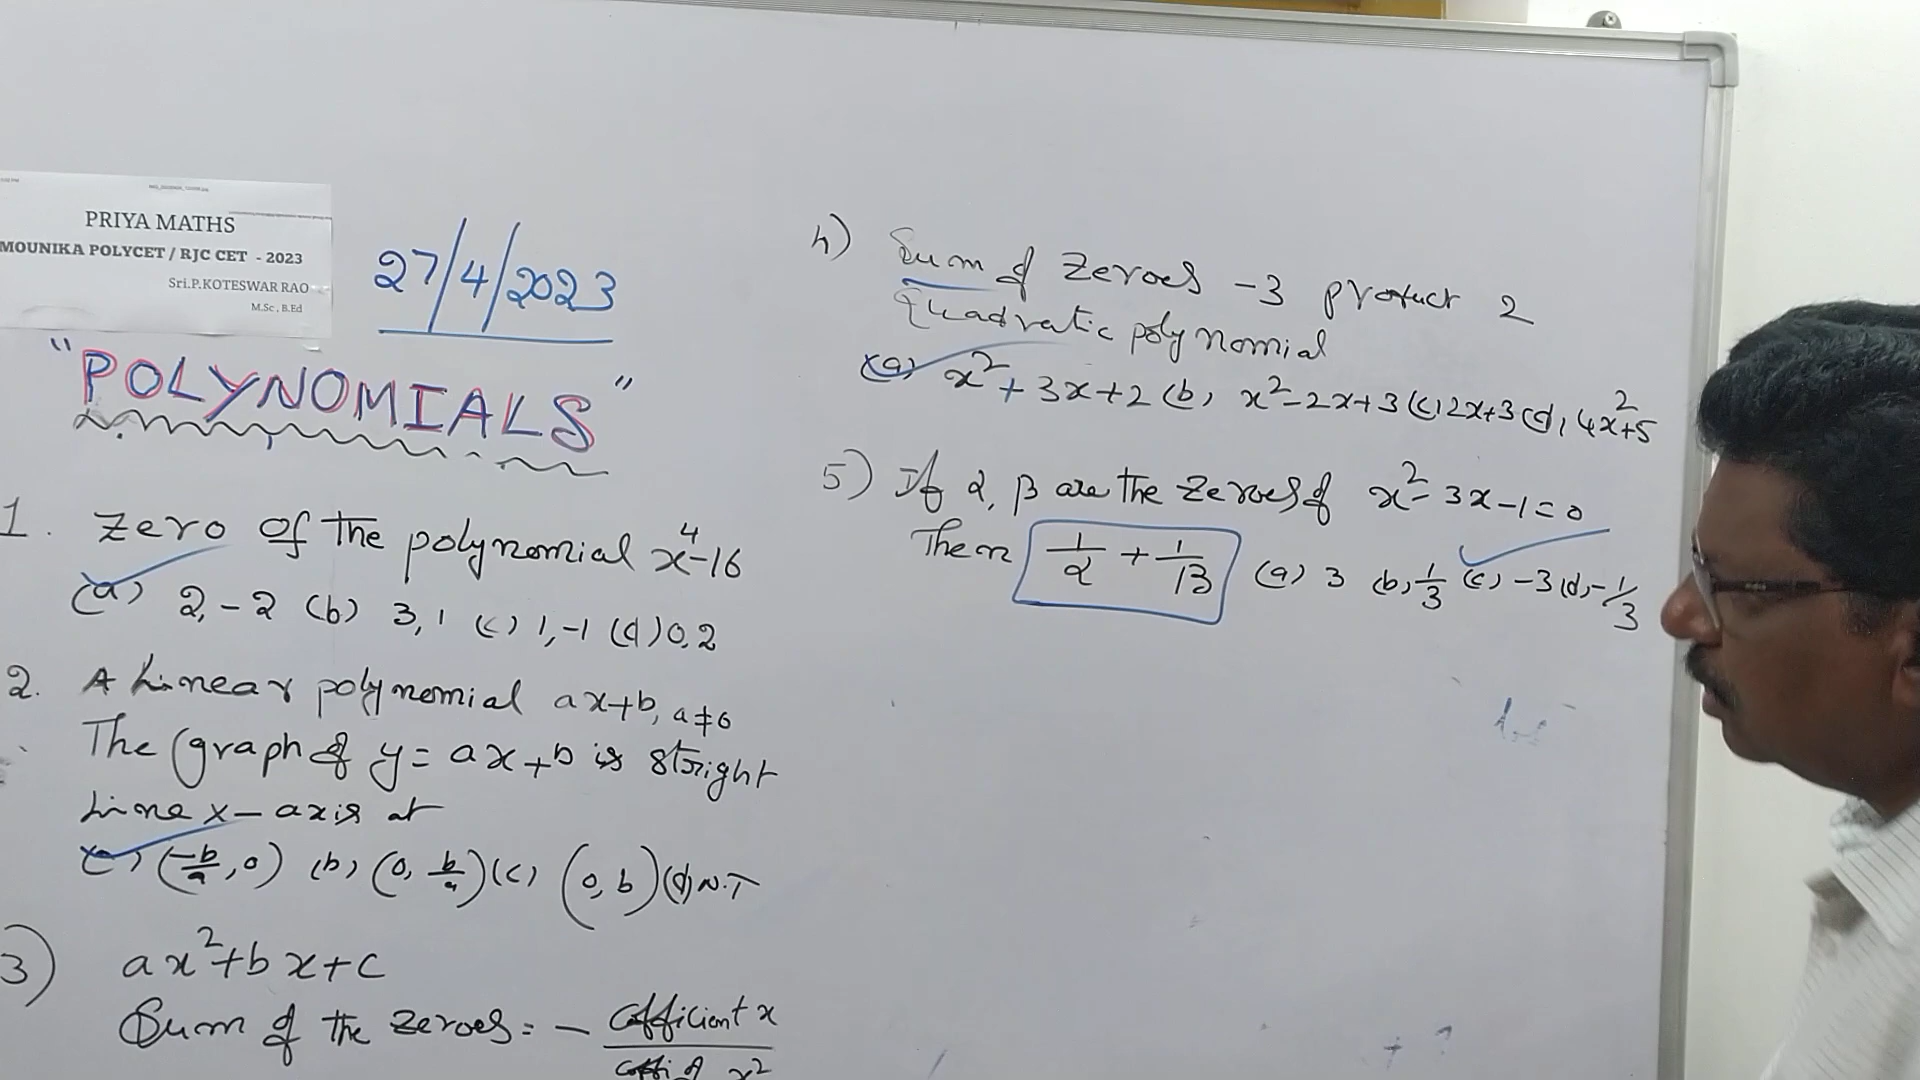 PRIYA MATHS
MOUNIKA POLYCET / RJC CET - 2023
Sri.P.KOTESWAR RAO
M.Sc, B.Ed
27/4/2023
"POLYNOMIALS"
1. Zero of the polynomial x⁴-16
(a) 2,-2 (b) 3,1 (c) 1,-1 (d) 0,2
2. A Linear polynomial ax+b, a≠0
The graph of y=ax+b is stright
Line x-axis at
(a) (-b/a, 0) (b) (0, b/a) (c) (0, b) (d) N.T
3) ax²+bx+c
Sum of the zeroes = - cofficient x
x²
4) Sum of Zeroes -3 product 2
Quadratic polynomial
(a) x²+3x+2 (b) x²-2x+3 (c) 2x+3 (d) 4x²+5
5) If α, β are the Zeroes of x²-3x-1=0
Then 1/α + 1/β (a) 3 (b) 1/3 (c) -3 (d) -1/3